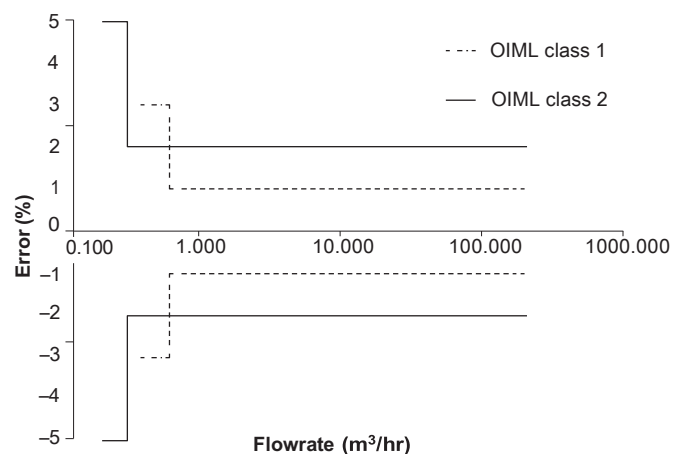 5
4
3
2
1
0
OIML class 1
OIML class 2
0.100 1.000 10.000 100.000 1000.000
Error (%)
–1
–2
–3
–4
–5
Flowrate (m³/hr)